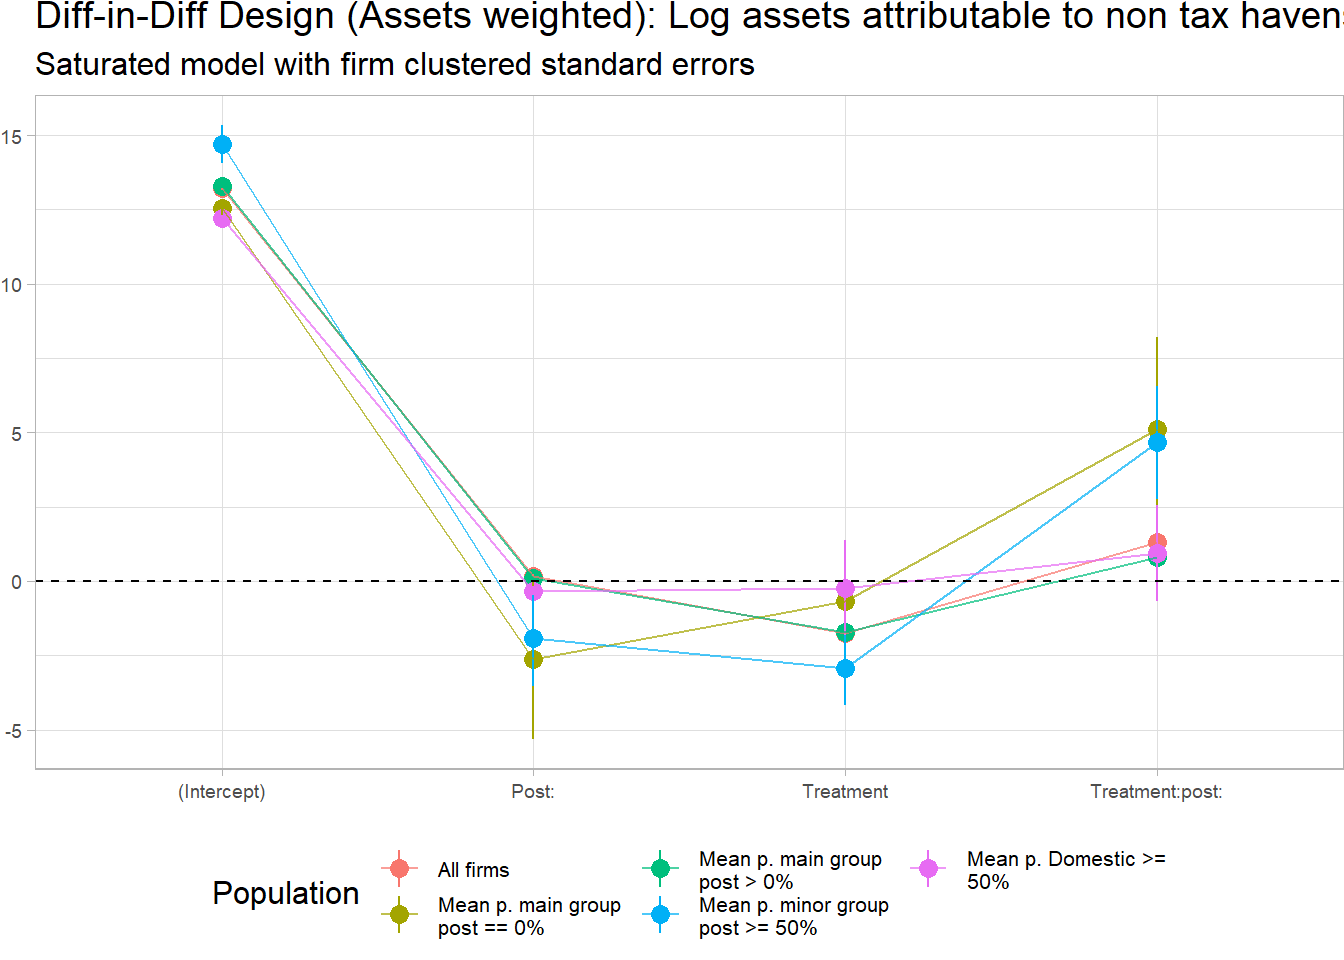 Diff-in-Diff Design (Assets weighted): Log assets attributable to non tax havens
Saturated model with firm clustered standard errors
15
10
5
0
-5
(Intercept)
Post:
Treatment
Treatment:post:
Population
All firms
Mean p. main group
post == 0%
Mean p. main group
post > 0%
Mean p. minor group
post >= 50%
Mean p. Domestic >=
50%